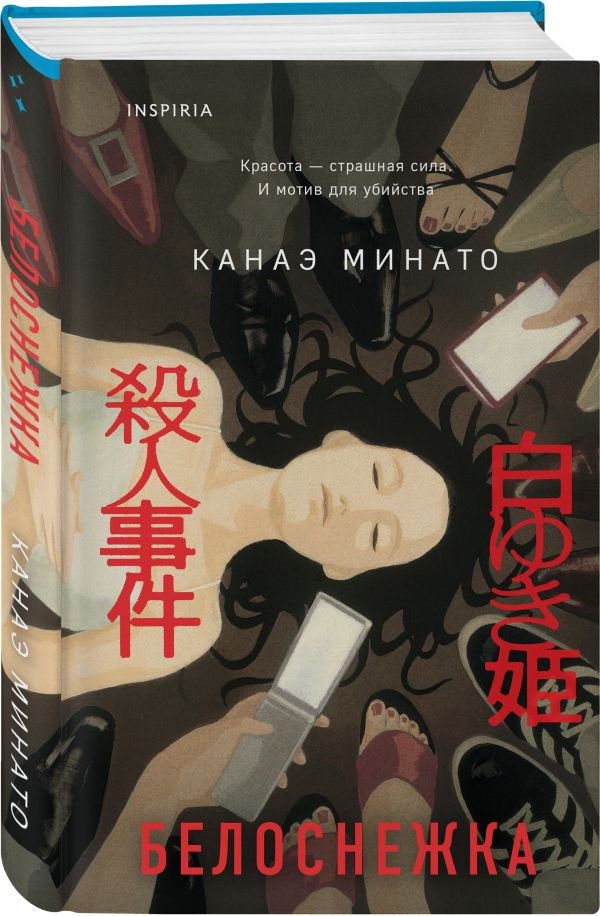 INSPIRIA
Красота — страшная сила.
И мотив для убийства
КАНАЭ МИНАТО
白ゆき姫
殺人事件
БЕЛОСНЕЖКА
БЕЛОСНЕЖКА
КАНАЭ МИНАТО